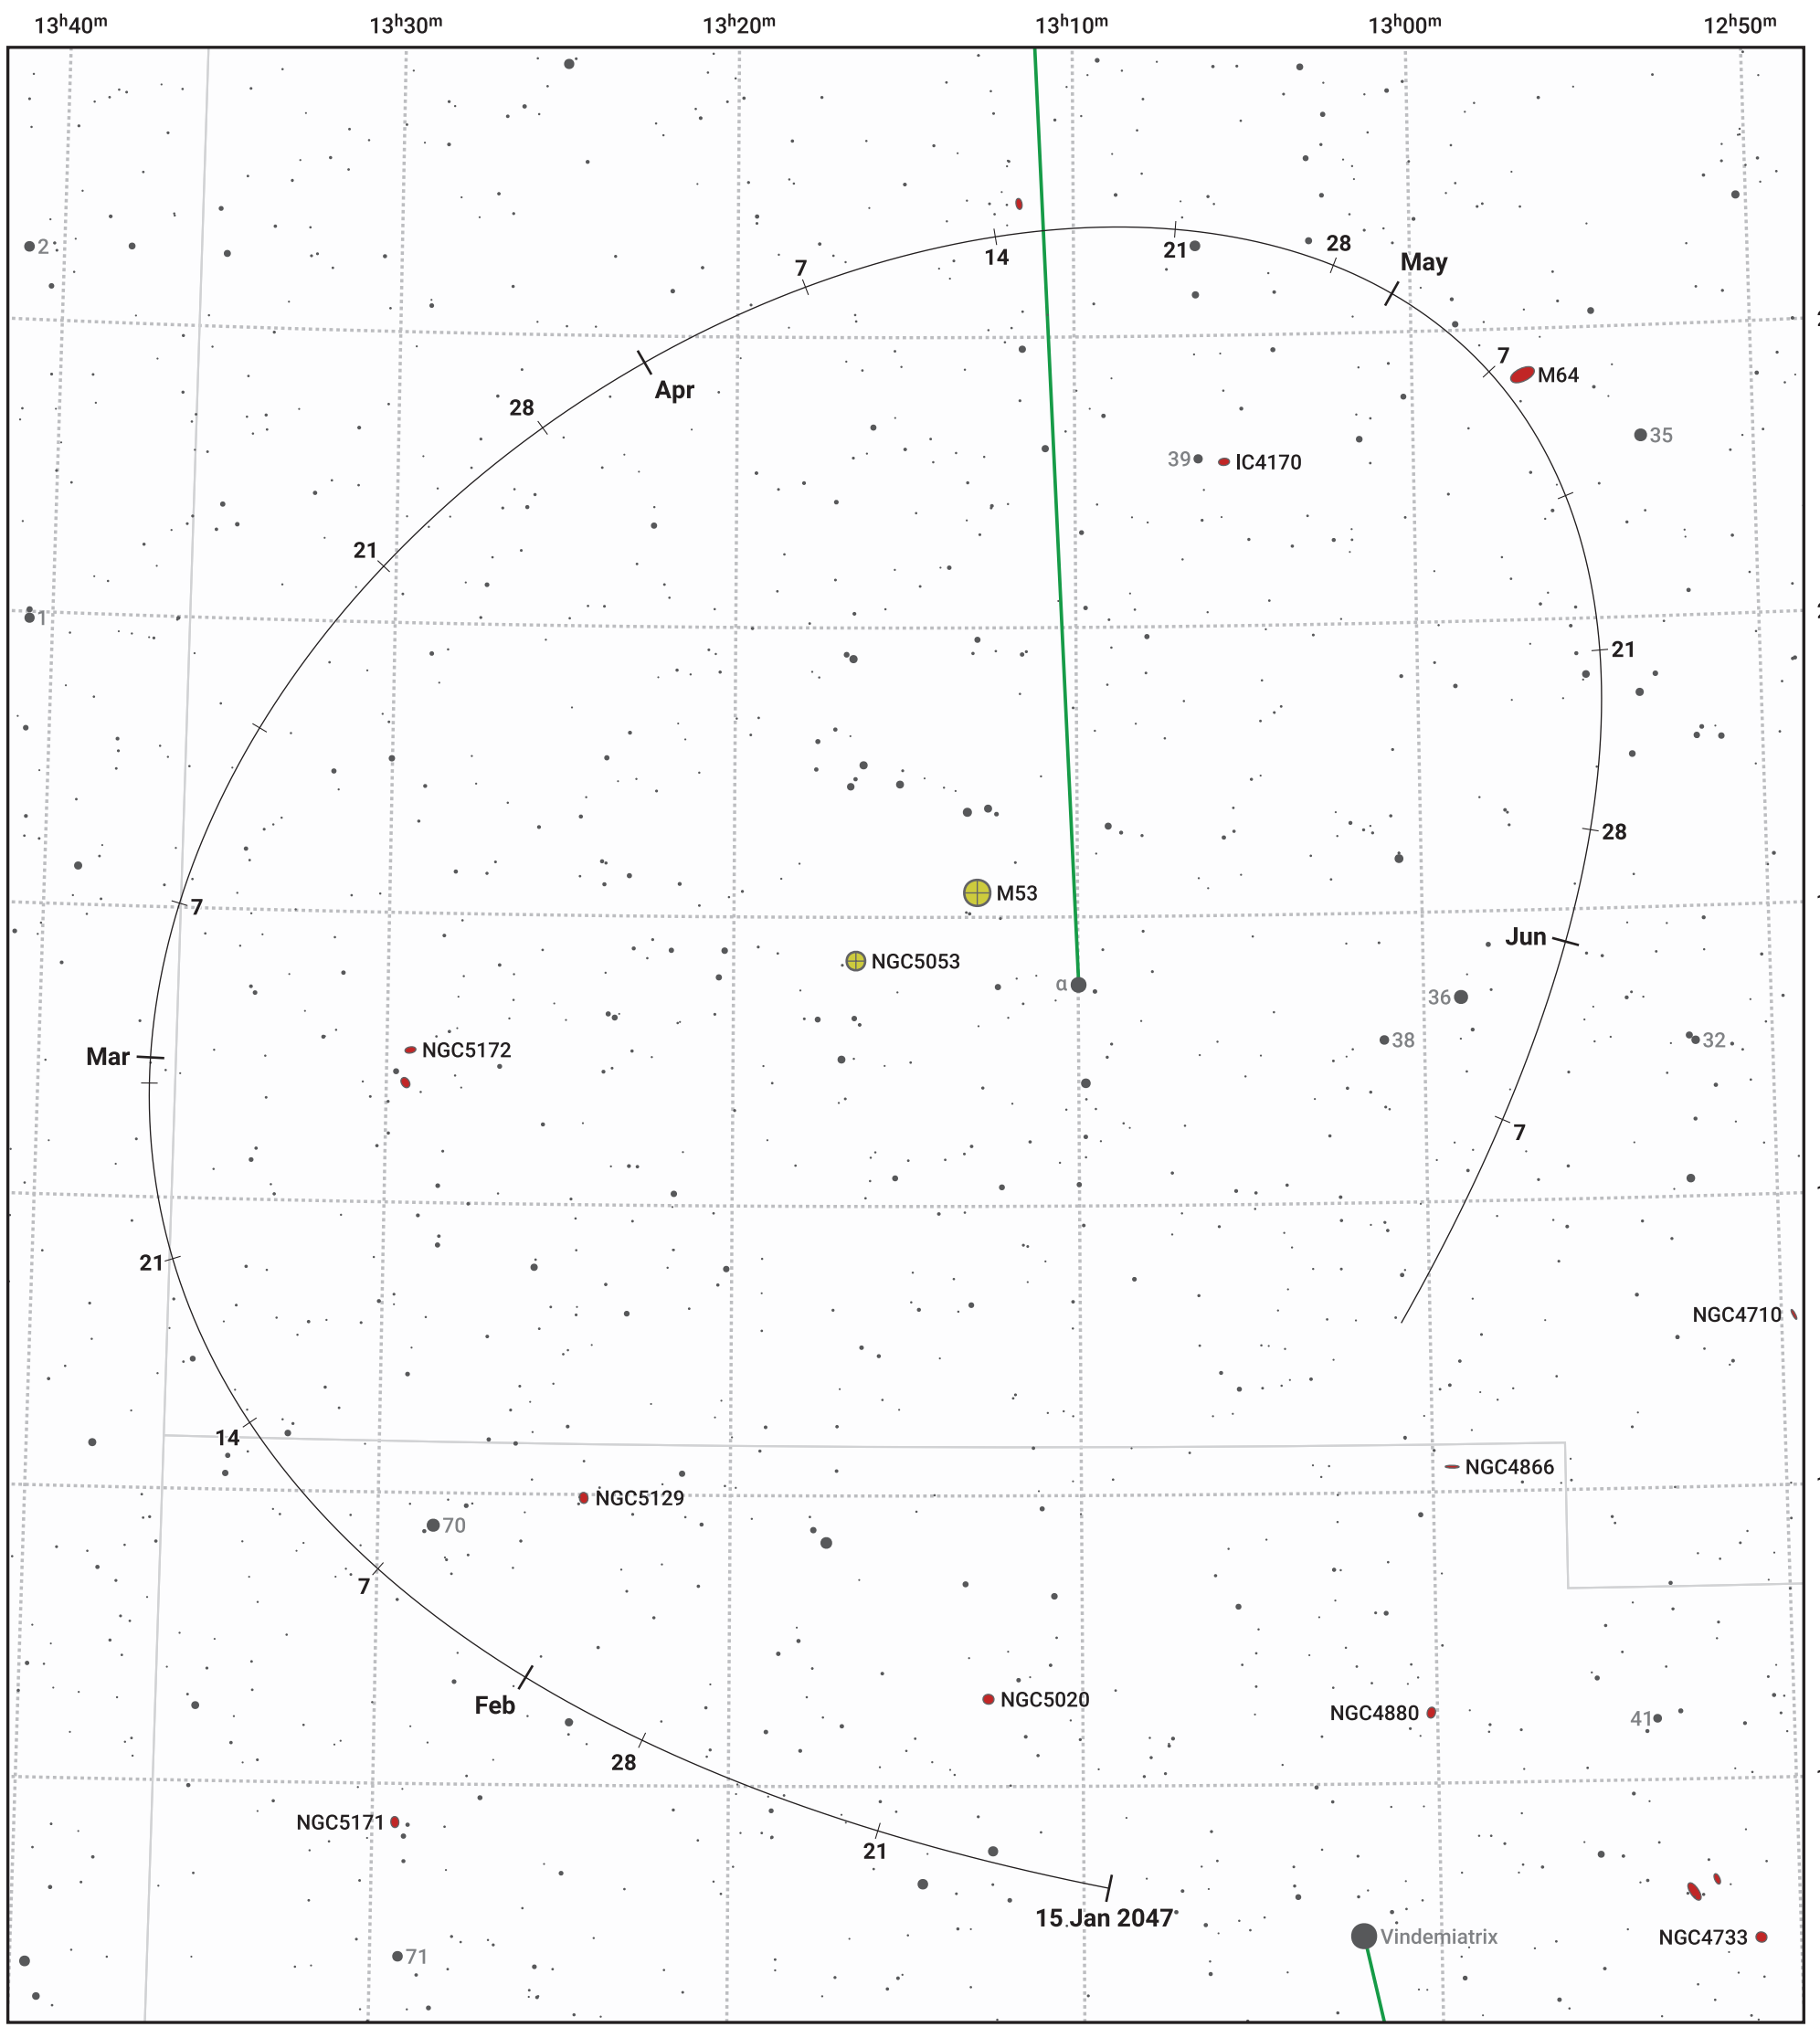 13ʰ40ᵐ 13ʰ30ᵐ 13ʰ20ᵐ 13ʰ10ᵐ 13ʰ00ᵐ 12ʰ50ᵐ
2
14
21
28
May
7
Apr
7
M64
28
35
39
IC4170
21
1
21
28
M53
7
Jun
NGC5053
α
36
38
32
NGC5172
Mar
7
21
NGC4710
14
NGC4866
NGC5129
70
7
NGC5020
Feb
NGC4880
41
28
NGC5171
21
15 Jan 2047
Vindemiatrix
NGC4733
71